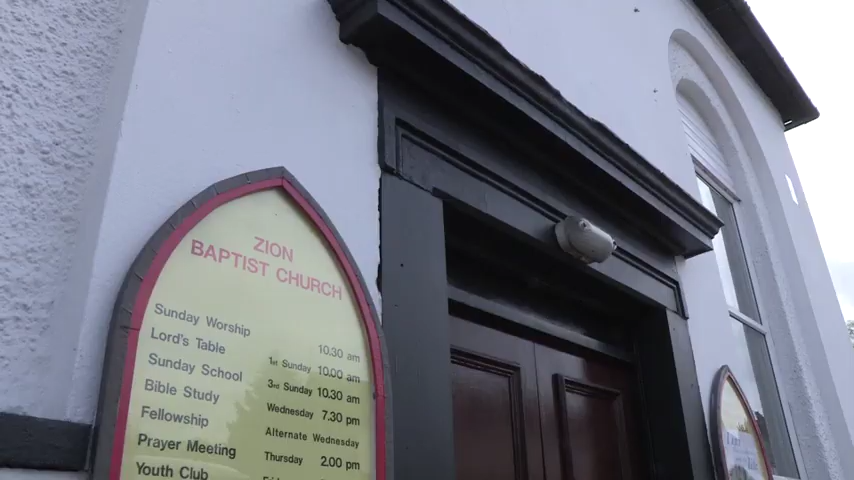 ZION
BAPTIST CHURCH
Sunday Worship 10.30 am
Lord's Table 1st Sunday 10.00 am
Sunday School 3rd Sunday 10.30 am
Bible Study Wednesday 7.30 pm
Fellowship Alternate Wednesday
Prayer Meeting Thursday 2.00 pm
Youth Club